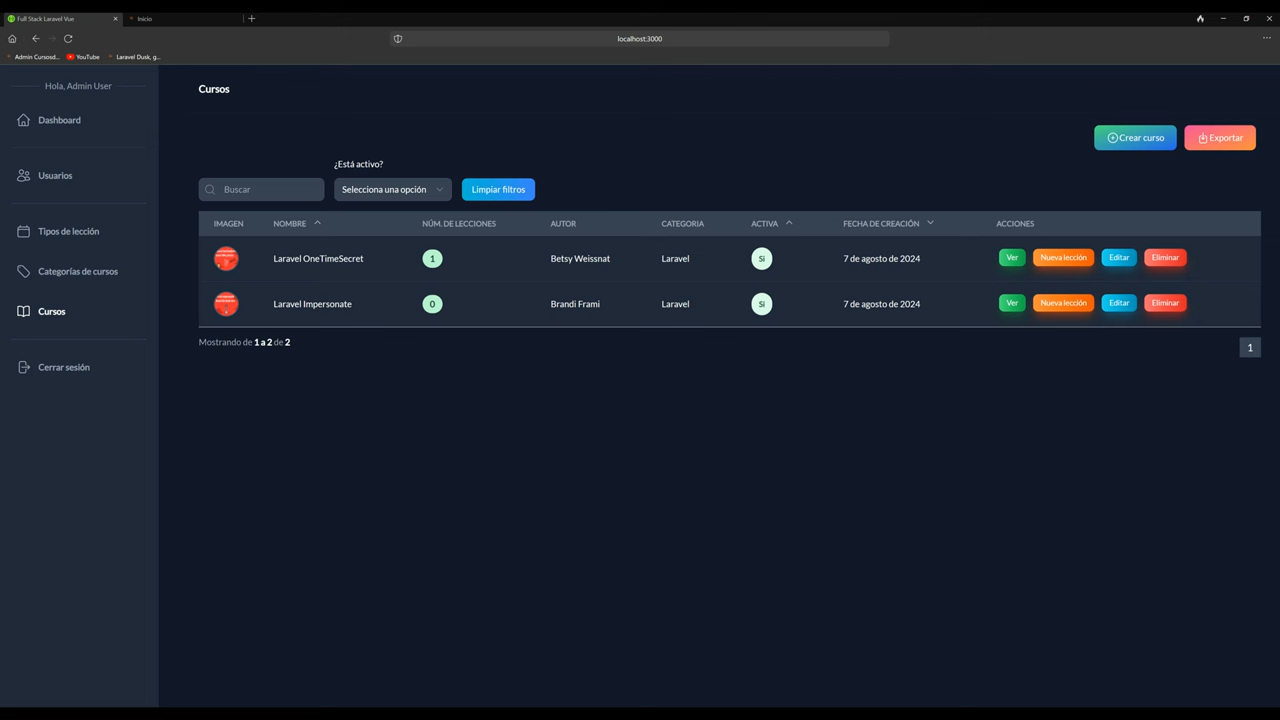 Full Stack Laravel Vue
Inicio
localhost:3000
Admin Cursosd...
YouTube
Laravel Dusk, g...
Hola, Admin User
Dashboard
Usuarios
Tipos de lección
Categorías de cursos
Cursos
Cerrar sesión
Cursos
Crear curso
Exportar
¿Está activo?
Buscar
Selecciona una opción
Limpiar filtros
IMAGEN NOMBRE NÚM. DE LECCIONES AUTOR CATEGORIA ACTIVA FECHA DE CREACIÓN ACCIONES
Laravel OneTimeSecret 1 Betsy Weissnat Laravel Si 7 de agosto de 2024 Ver Nueva lección Editar Eliminar
Laravel Impersonate 0 Brandi Frami Laravel Si 7 de agosto de 2024 Ver Nueva lección Editar Eliminar
Mostrando de 1 a 2 de 2
1